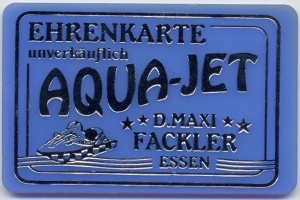 EHRENKARTE
unverkäuflich
AQUA-JET
D. MAXI
FACKLER
ESSEN